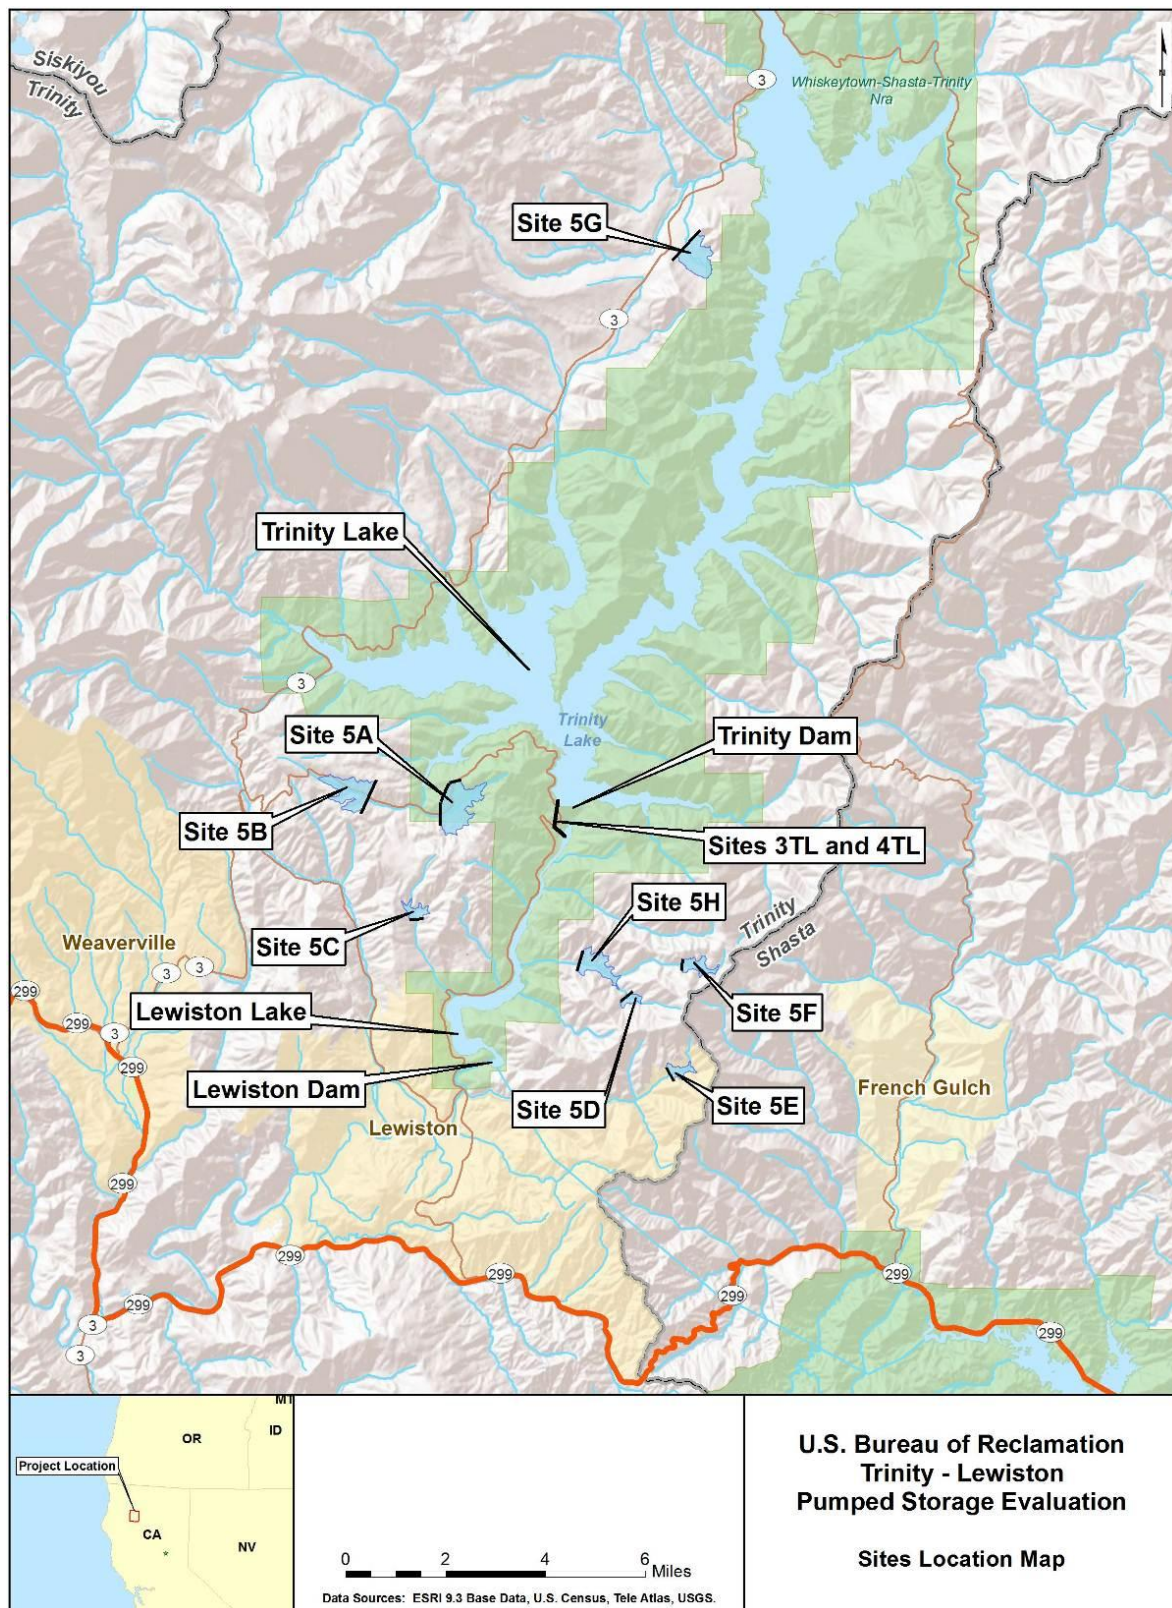 Siskiyou
Trinity
3
Whiskeytown-Shasta-Trinity
Nra
N
Site 5G
3
Trinity Lake
3
Trinity
Lake
Site 5A
Trinity Dam
Site 5B
Sites 3TL and 4TL
Site 5H
Trinity
Shasta
Site 5C
Weaverville
3
3
299
299
3
299
Lewiston Lake
Site 5F
Lewiston Dam
Site 5D
Site 5E
French Gulch
Lewiston
299
299
299
299
299
299
299
3
3
MT
OR
ID
Project Location
CA
NV
0 2 4 6
Miles
Data Sources: ESRI 9.3 Base Data, U.S. Census, Tele Atlas, USGS.
U.S. Bureau of Reclamation
Trinity - Lewiston
Pumped Storage Evaluation
Sites Location Map